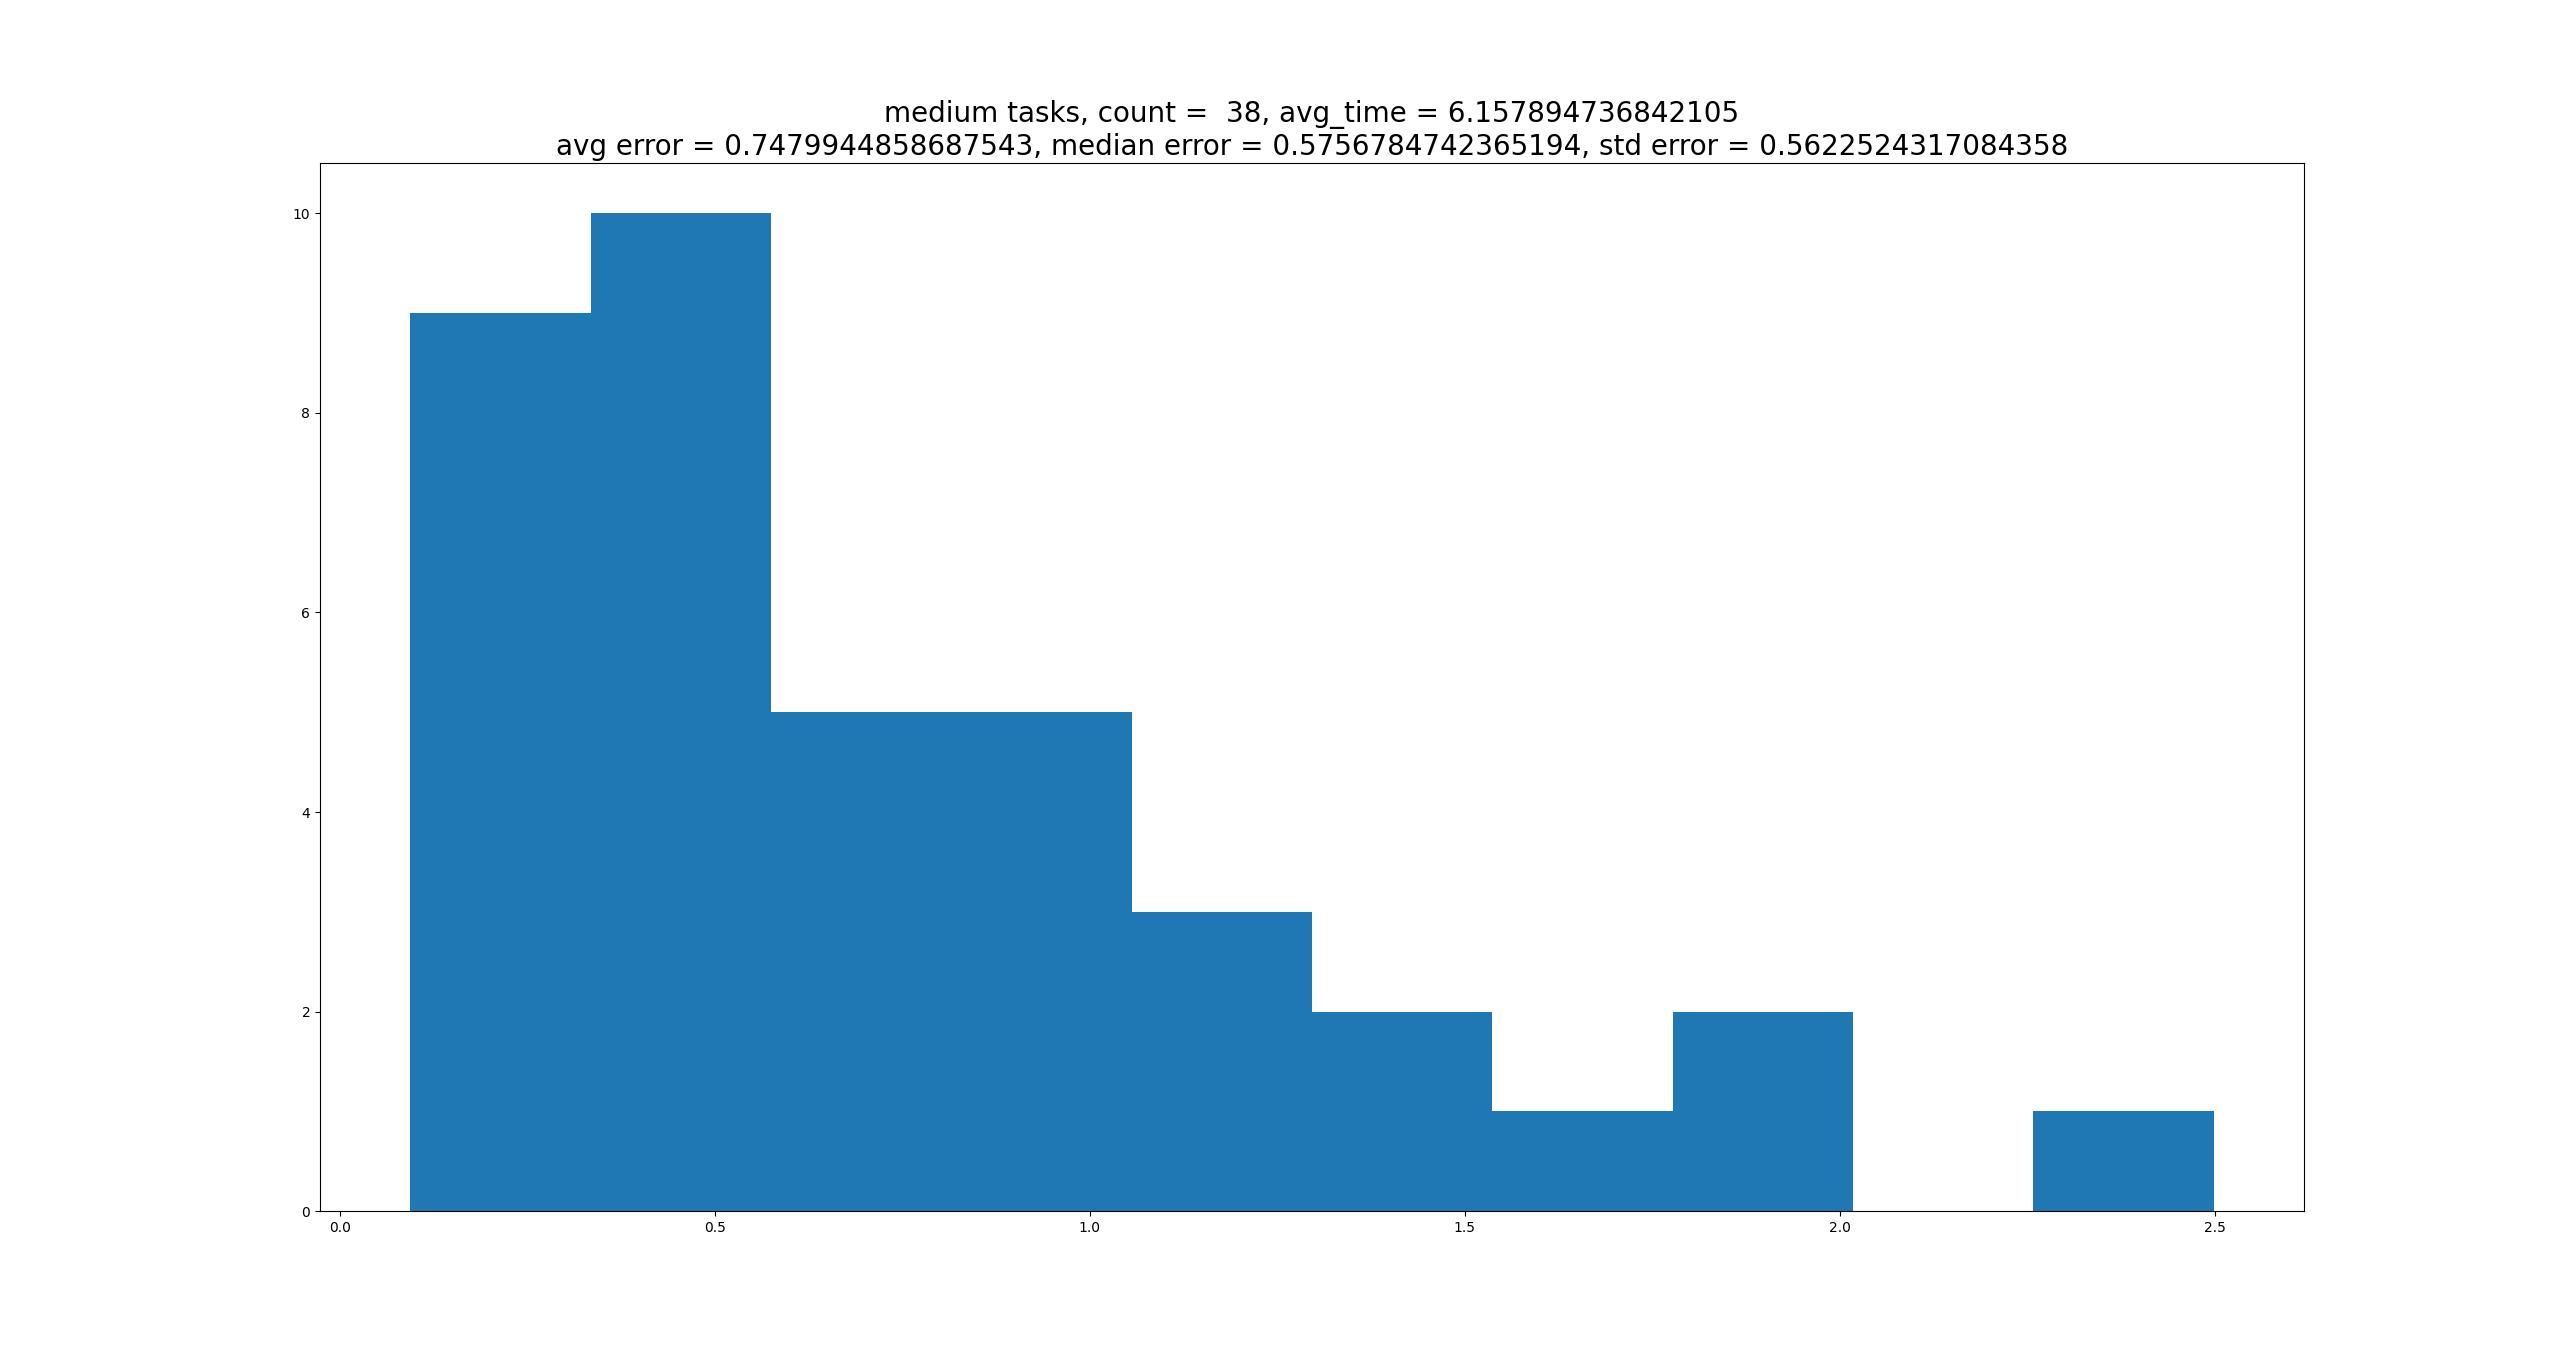 medium tasks, count =  38, avg_time = 6.157894736842105
avg error = 0.7479944858687543, median error = 0.5756784742365194, std error = 0.5622524317084358
10
8
6
4
2
0
0.0 0.5 1.0 1.5 2.0 2.5